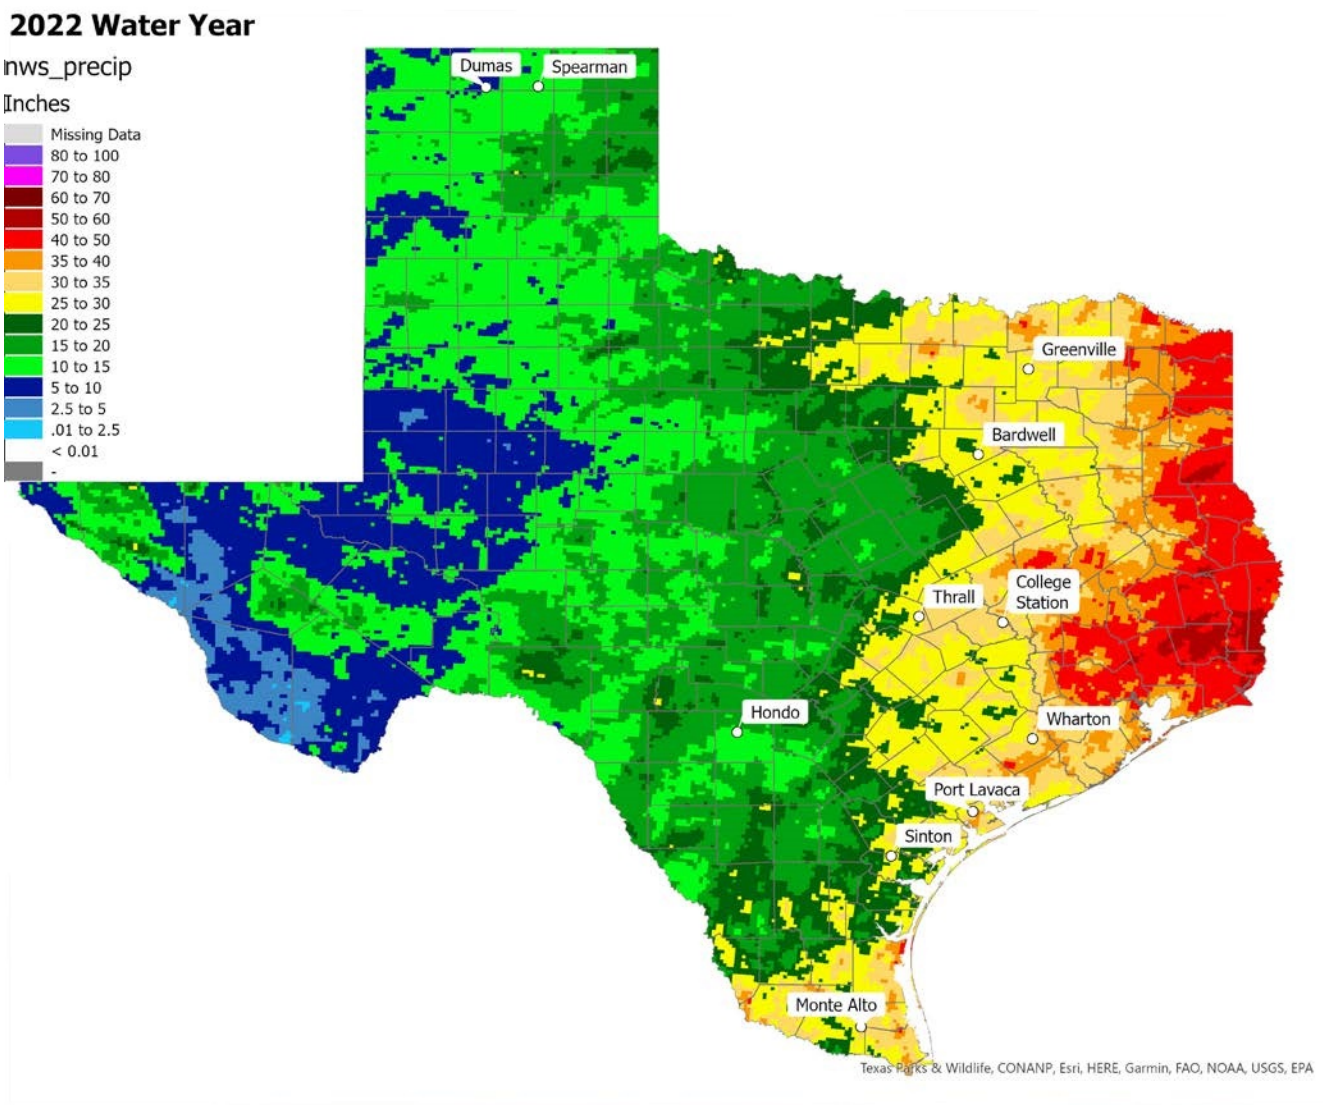 2022 Water Year
nws_precip
Inches
Missing Data
80 to 100
70 to 80
60 to 70
50 to 60
40 to 50
35 to 40
30 to 35
25 to 30
20 to 25
15 to 20
10 to 15
5 to 10
2.5 to 5
.01 to 2.5
< 0.01
-
Dumas
Spearman
Greenville
Bardwell
Thrall
College
Station
Hondo
Wharton
Port Lavaca
Sinton
Monte Alto
Texas Parks & Wildlife, CONANP, Esri, HERE, Garmin, FAO, NOAA, USGS, EPA